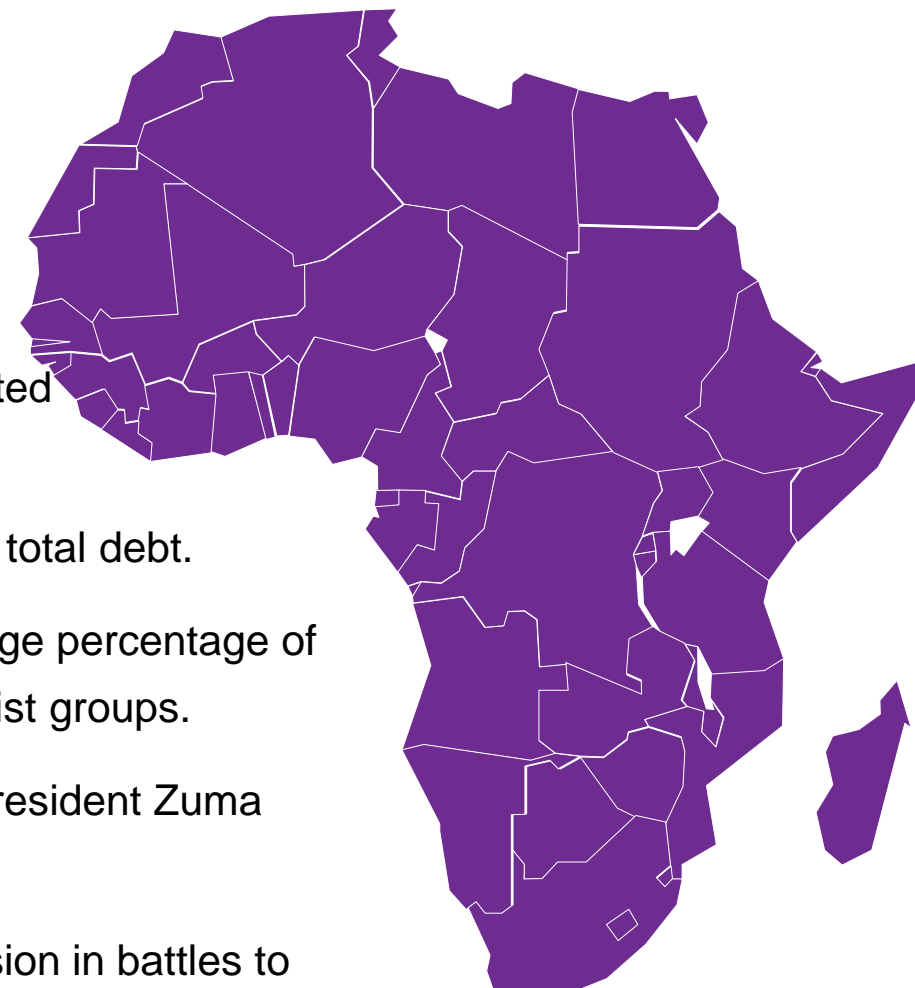 ted
total debt.
ge percentage of
ist groups.
resident Zuma
sion in battles to